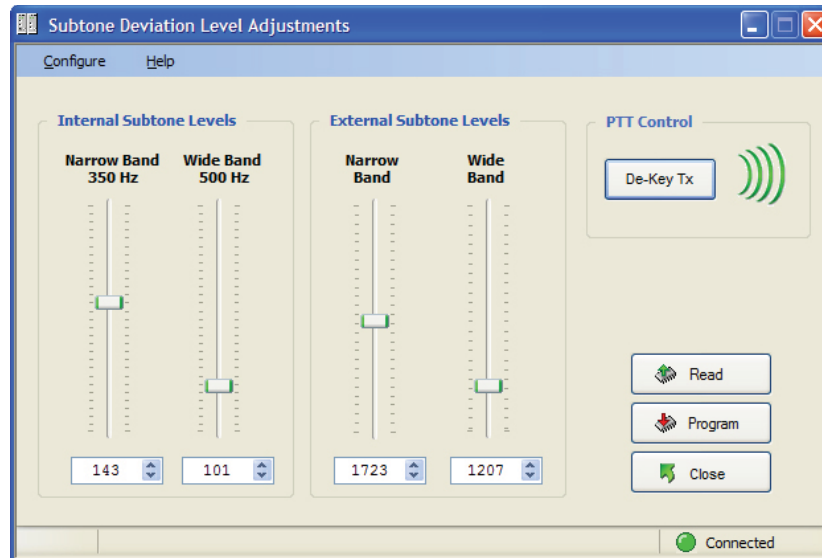 Subtone Deviation Level Adjustments
Configure Help
Internal Subtone Levels
Narrow Band
350 Hz
Wide Band
500 Hz
143
101
External Subtone Levels
Narrow
Band
Wide
Band
1723
1207
PTT Control
De-Key Tx
Read
Program
Close
Connected